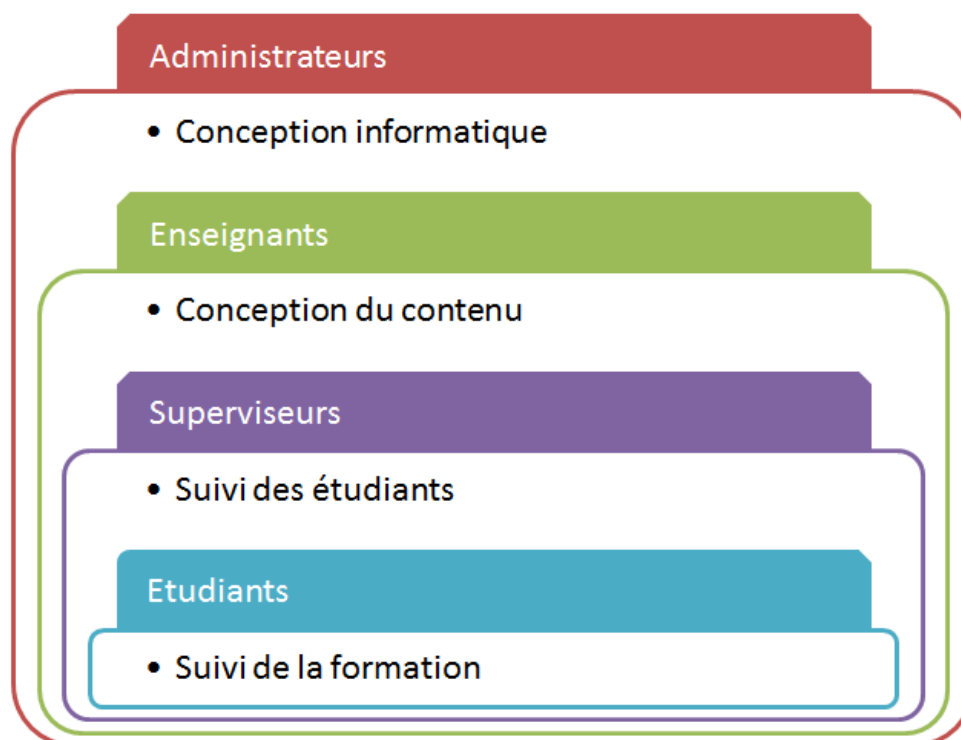 Administrateurs
• Conception informatique
Enseignants
• Conception du contenu
Superviseurs
• Suivi des étudiants
Etudiants
• Suivi de la formation